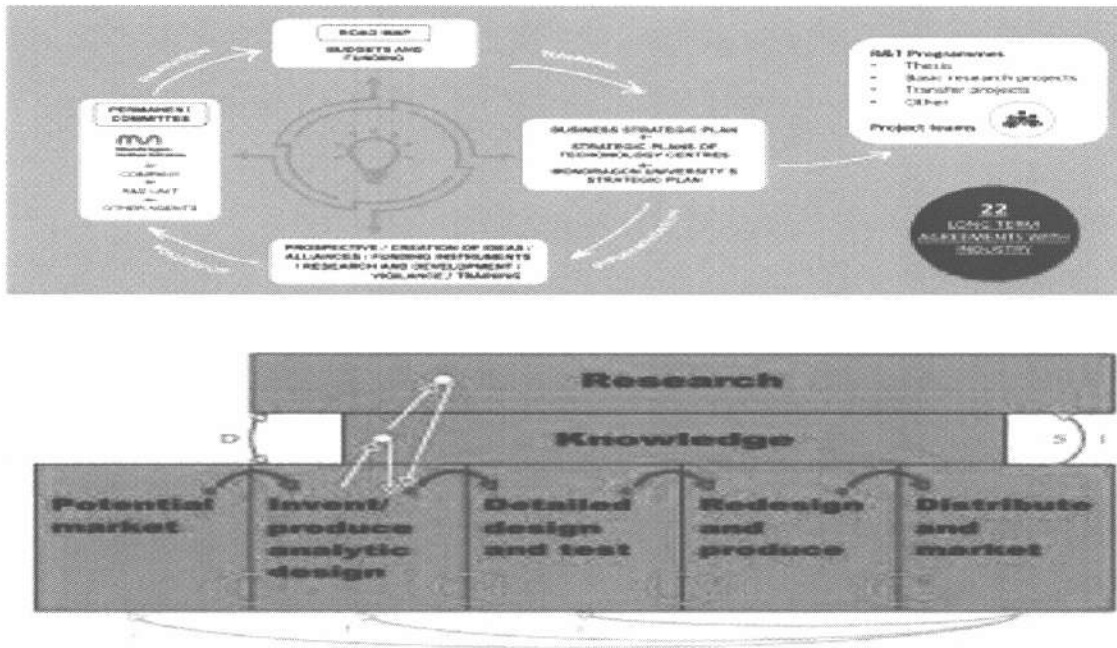 ROAD MAP
BUDGETS AND
FUNDING
PERMANENT
COMMITTEE
COMPANY
R&D UNIT
OTHER AGENTS
BUSINESS STRATEGIC PLAN
STRATEGIC PLANS OF
TECHNOLOGY CENTRES
MONDRAGON UNIVERSITY'S
STRATEGIC PLAN
PROSPECTIVE / CREATION OF IDEAS /
ALLIANCES / FUNDING INSTRUMENTS
/ RESEARCH AND DEVELOPMENT /
VIGILANCE / TRAINING
R&T Programmes
• Thesis
• Basic research projects
• Transfer projects
• Other
Project teams
22
LONG TERM
AGREEMENTS WITH
INDUSTRY
Research
D
Knowledge
S I
Potential
market
Invent/
produce
analytic
design
Detailed
design
and test
Redesign
and
produce
Distribute
and
market